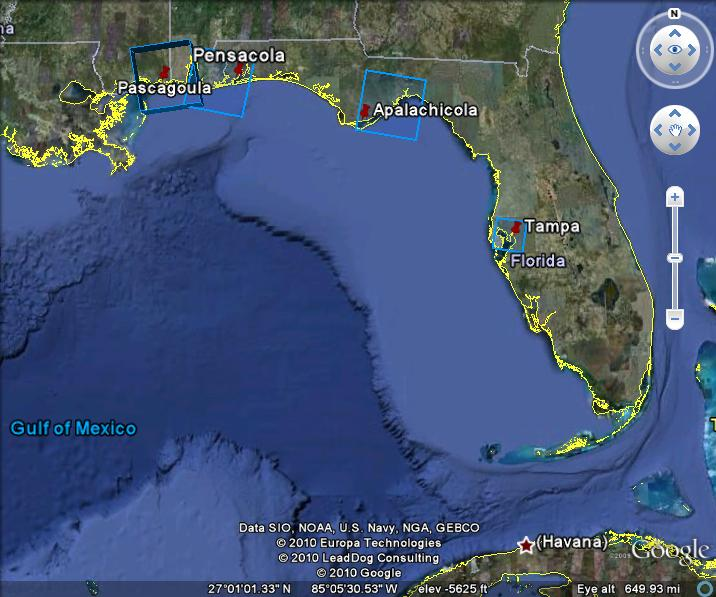 na
N
Pensacola
Pascagoula
Apalachicola
Tampa
Florida
Gulf of Mexico
T
Data SIO, NOAA, U.S. Navy, NGA, GEBCO
© 2010 Europa Technologies
© 2010 LeadDog Consulting
© 2010 Google
(Havana)
©2009 Google
27°01'01.33" N 85°05'30.53" W elev -5625 ft Eye alt 649.93 mi